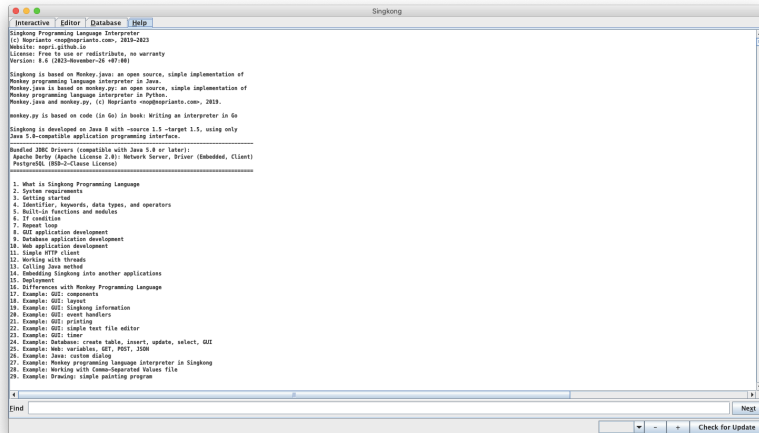 Singkong
Interactive Editor Database Help
Singkong Programming Language Interpreter
(c) Noprianto <nop@noprianto.com>, 2019-2023
Website: nopri.github.io
License: Free to use or redistribute, no warranty
Version: 8.6 (2023-November-26 +07:00)
Singkong is based on Monkey.java: an open source, simple implementation of
Monkey programming language interpreter in Java.
Monkey.java is based on monkey.py: an open source, simple implementation of
Monkey programming language interpreter in Python.
Monkey.java and monkey.py, (c) Noprianto <nop@noprianto.com>, 2019.
monkey.py is based on code (in Go) in book: Writing an interpreter in Go
Singkong is developed on Java 8 with -source 1.5 -target 1.5, using only
Java 5.0-compatible application programming interface.
===========================================================================
Bundled JDBC Drivers (compatible with Java 5.0 or later):
Apache Derby (Apache License 2.0): Network Server, Driver (Embedded, Client)
PostgreSQL (BSD-2-Clause License)
===========================================================================
1. What is Singkong Programming Language
2. System requirements
3. Getting started
4. Identifier, keywords, data types, and operators
5. Built-in functions and modules
6. If condition
7. Repeat loop
8. GUI application development
9. Database application development
10. Web application development
11. Simple HTTP client
12. Working with threads
13. Calling Java method
14. Embedding Singkong into another applications
15. Deployment
16. Differences with Monkey Programming Language
17. Example: GUI: components
18. Example: GUI: layout
19. Example: GUI: Singkong information
20. Example: GUI: event handlers
21. Example: GUI: printing
22. Example: GUI: simple text file editor
23. Example: GUI: timer
24. Example: Database: create table, insert, update, select, GUI
25. Example: Web: variables, GET, POST, JSON
26. Example: Java: custom dialog
27. Example: Monkey programming language interpreter in Singkong
28. Example: Working with Comma-Separated Values file
29. Example: Drawing: simple painting program
Find Next
- + Check for Update